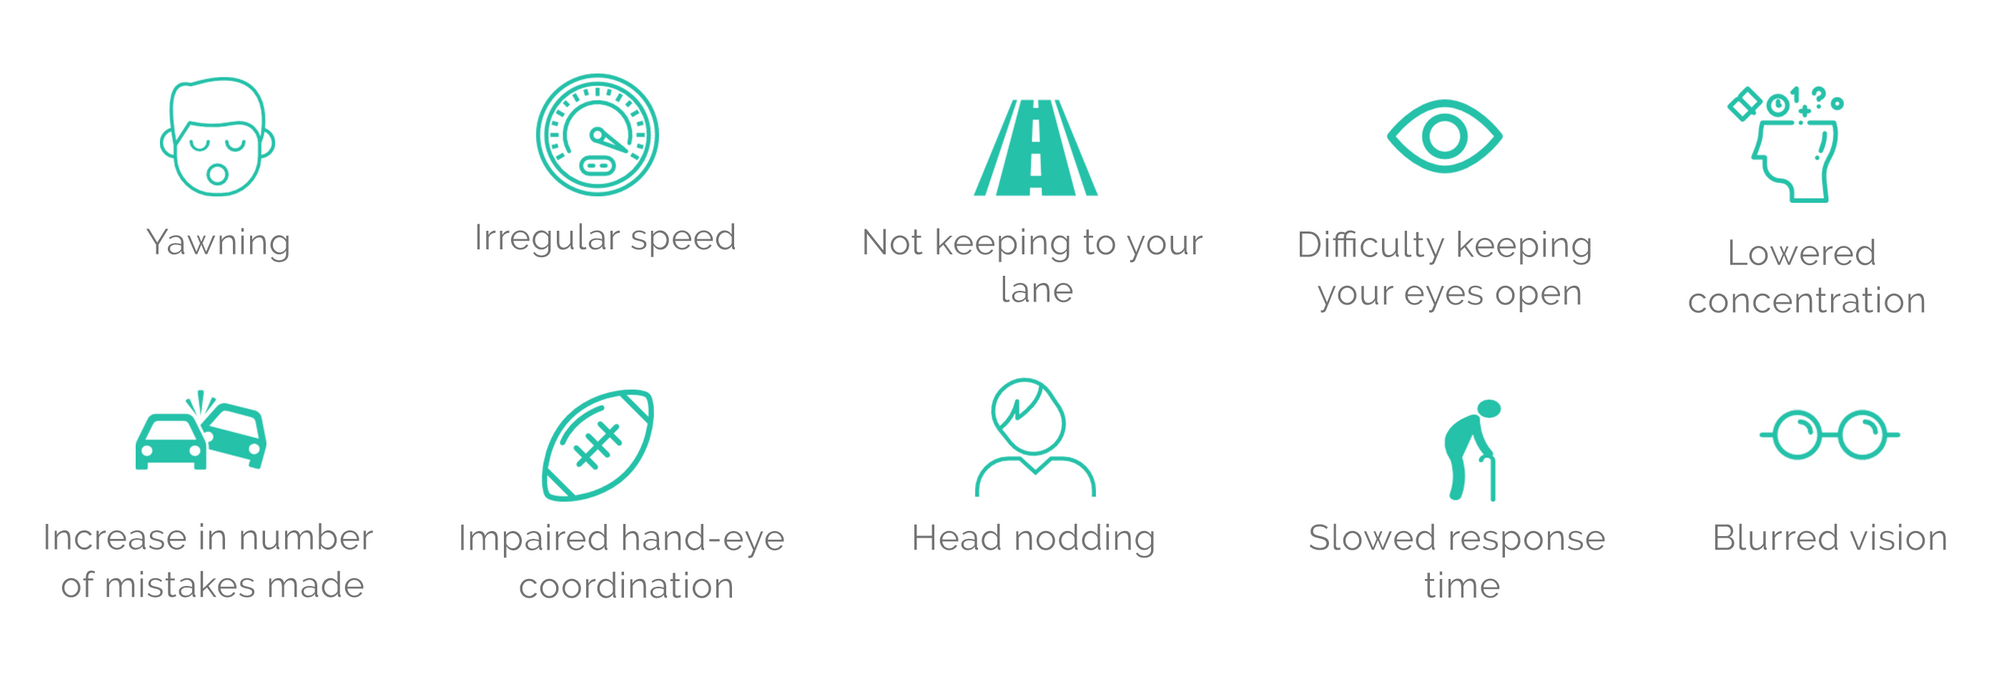 Yawning
Irregular speed
Not keeping to your
lane
Difficulty keeping
your eyes open
Lowered
concentration
1 ?
Increase in number
of mistakes made
Impaired hand-eye
coordination
Head nodding
Slowed response
time
Blurred vision